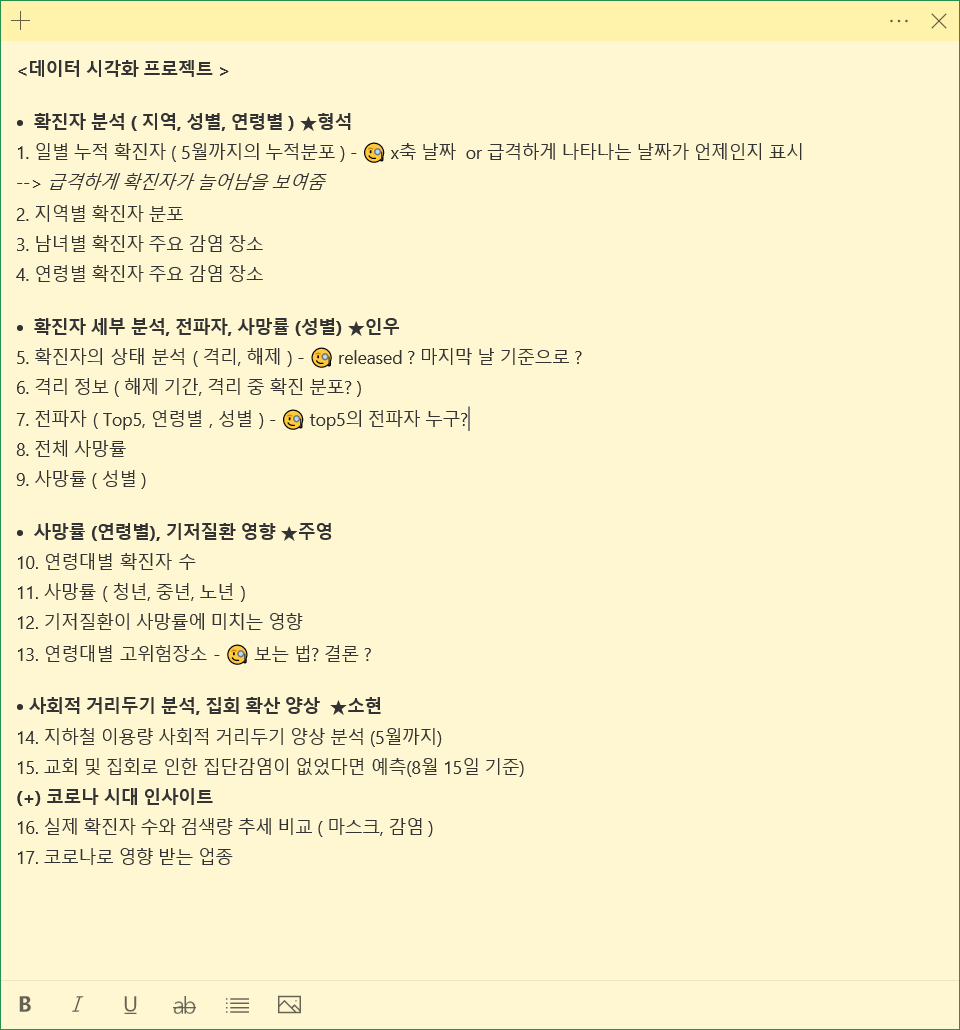 <데이터 시각화 프로젝트 >
• 확진자 분석 ( 지역, 성별, 연령별 ) ★형석
1. 일별 누적 확진자 ( 5월까지의 누적분포 ) - 🧐 x축 날짜  or 급격하게 나타나는 날짜가 언제인지 표시
--> 급격하게 확진자가 늘어남을 보여줌
2. 지역별 확진자 분포
3. 남녀별 확진자 주요 감염 장소
4. 연령별 확진자 주요 감염 장소
• 확진자 세부 분석, 전파자, 사망률 (성별) ★인우
5. 확진자의 상태 분석 ( 격리, 해제 ) - 🧐 released ? 마지막 날 기준으로 ?
6. 격리 정보 ( 해제 기간, 격리 중 확진 분포? )
7. 전파자 ( Top5, 연령별 , 성별 ) - 🧐 top5의 전파자 누구?
8. 전체 사망률
9. 사망률 ( 성별 )
• 사망률 (연령별), 기저질환 영향 ★주영
10. 연령대별 확진자 수
11. 사망률 ( 청년, 중년, 노년 )
12. 기저질환이 사망률에 미치는 영향
13. 연령대별 고위험장소 - 🧐 보는 법? 결론 ?
• 사회적 거리두기 분석, 집회 확산 양상  ★소현
14. 지하철 이용량 사회적 거리두기 양상 분석 (5월까지)
15. 교회 및 집회로 인한 집단감염이 없었다면 예측(8월 15일 기준)
(+) 코로나 시대 인사이트
16. 실제 확진자 수와 검색량 추세 비교 ( 마스크, 감염 )
17. 코로나로 영향 받는 업종
B I U ab